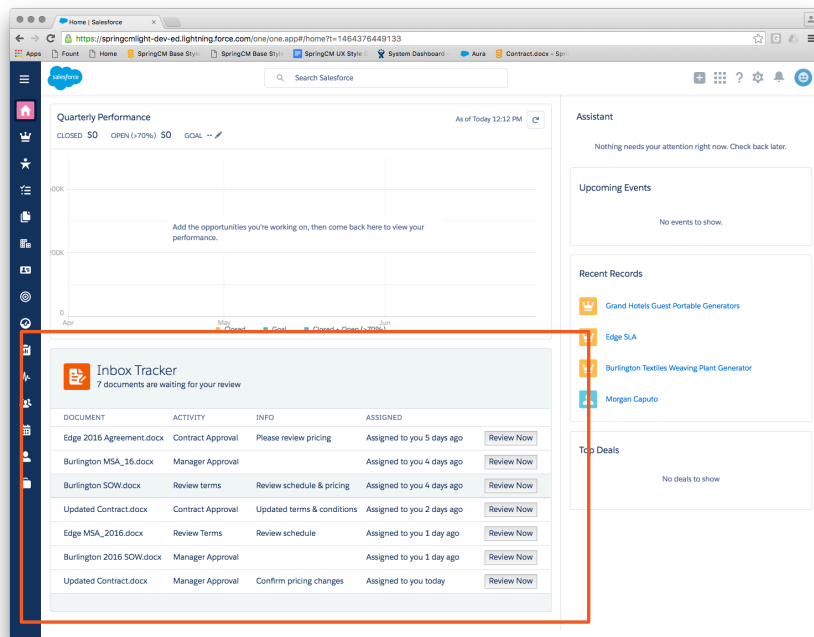 Home | Salesforce
https://springcmlight-dev-ed.lightning.force.com/one/one.app#/home?t=1464376449133
Apps Fount Home SpringCM Base Style SpringCM Base Style SpringCM UX Style System Dashboard Aura Contract.docx - Spri
salesforce
Search Salesforce
Quarterly Performance
As of Today 12:12 PM
CLOSED $0 OPEN (>70%) $0 GOAL --
Add the opportunities you're working on, then come back here to view your
performance.
200K
0
Apr May Jun
Closed Goal Closed + Open (>70%)
Inbox Tracker
7 documents are waiting for your review
DOCUMENT ACTIVITY INFO ASSIGNED
Edge 2016 Agreement.docx Contract Approval Please review pricing Assigned to you 5 days ago Review Now
Burlington MSA_16.docx Manager Approval Assigned to you 4 days ago Review Now
Burlington SOW.docx Review terms Review schedule & pricing Assigned to you 4 days ago Review Now
Updated Contract.docx Contract Approval Updated terms & conditions Assigned to you 2 days ago Review Now
Edge MSA_2016.docx Review Terms Review schedule Assigned to you 1 day ago Review Now
Burlington 2016 SOW.docx Manager Approval Assigned to you 1 day ago Review Now
Updated Contract.docx Manager Approval Confirm pricing changes Assigned to you today Review Now
Assistant
Nothing needs your attention right now. Check back later.
Upcoming Events
No events to show.
Recent Records
Grand Hotels Guest Portable Generators
Edge SLA
Burlington Textiles Weaving Plant Generator
Morgan Caputo
Top Deals
No deals to show